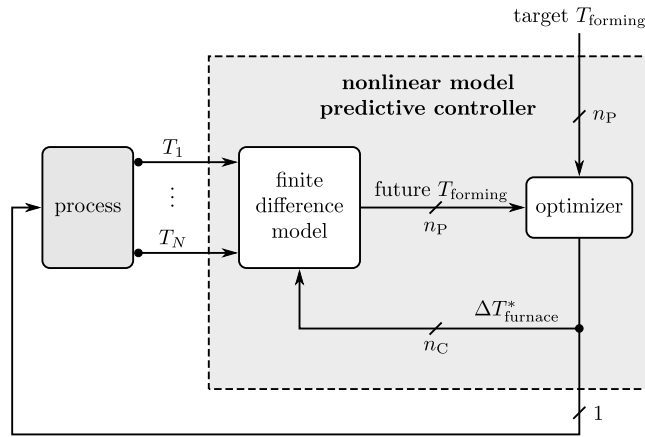 target T_forming
nonlinear model
predictive controller
n_P
T_1
⋮
T_N
process
finite
difference
model
future T_forming
n_P
optimizer
ΔT*_furnace
n_C
1